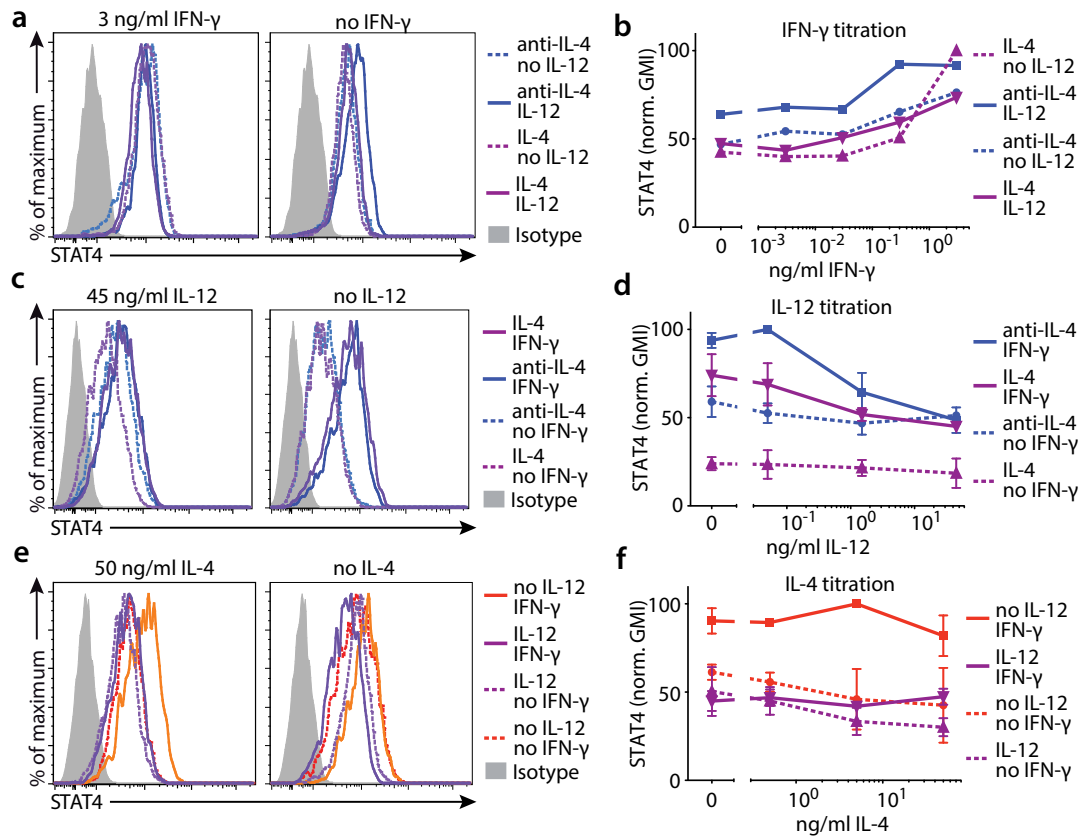 a
3 ng/ml IFN-γ
no IFN-γ
% of maximum
STAT4
anti-IL-4
no IL-12
anti-IL-4
IL-12
IL-4
no IL-12
IL-4
IL-12
Isotype
b
IFN-γ titration
STAT4 (norm. GMI)
100
50
0
0
10⁻³
10⁻²
10⁻¹
10⁰
ng/ml IFN-γ
IL-4
no IL-12
anti-IL-4
IL-12
anti-IL-4
no IL-12
IL-4
IL-12
c
45 ng/ml IL-12
no IL-12
% of maximum
STAT4
IL-4
IFN-γ
anti-IL-4
IFN-γ
anti-IL-4
no IFN-γ
IL-4
no IFN-γ
Isotype
d
IL-12 titration
STAT4 (norm. GMI)
100
50
0
0
10⁻¹
10⁰
10¹
ng/ml IL-12
anti-IL-4
IFN-γ
IL-4
IFN-γ
anti-IL-4
no IFN-γ
IL-4
no IFN-γ
e
50 ng/ml IL-4
no IL-4
% of maximum
STAT4
no IL-12
IFN-γ
IL-12
IFN-γ
IL-12
no IFN-γ
no IL-12
no IFN-γ
Isotype
f
IL-4 titration
STAT4 (norm. GMI)
100
50
0
0
10⁰
10¹
ng/ml IL-4
no IL-12
IFN-γ
IL-12
IFN-γ
no IL-12
no IFN-γ
IL-12
no IFN-γ